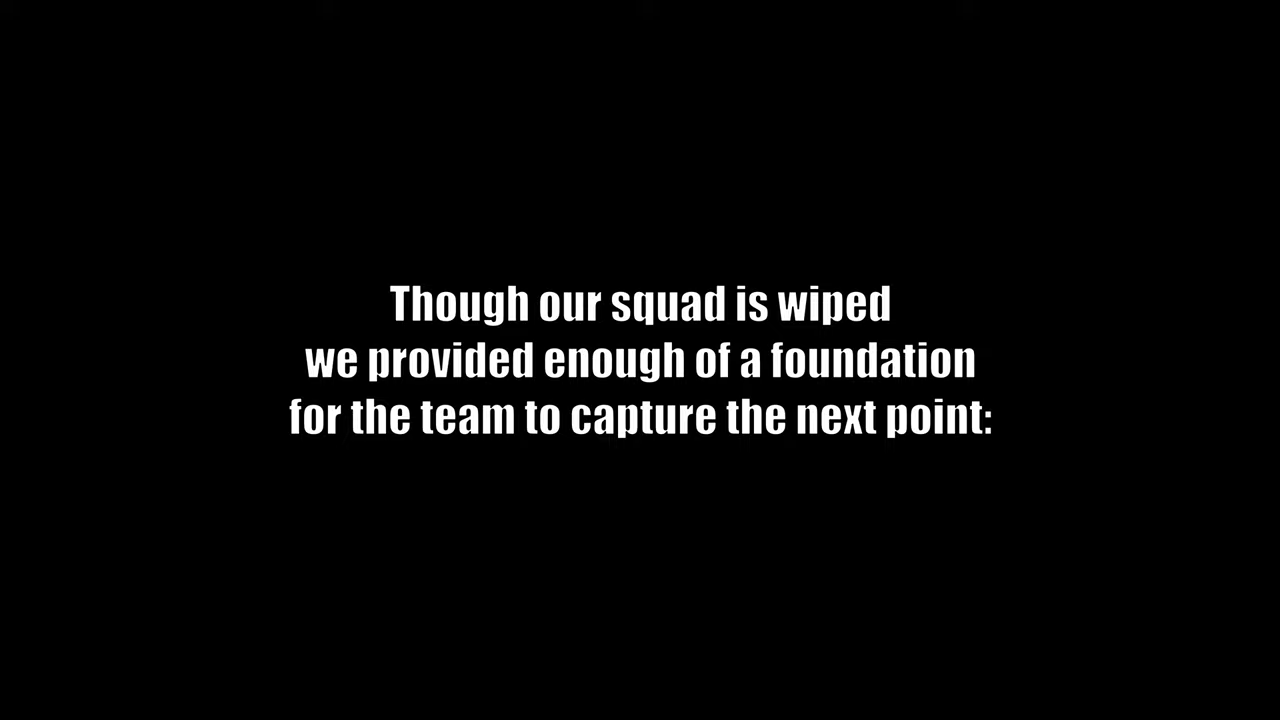 Though our squad is wiped
we provided enough of a foundation
for the team to capture the next point: